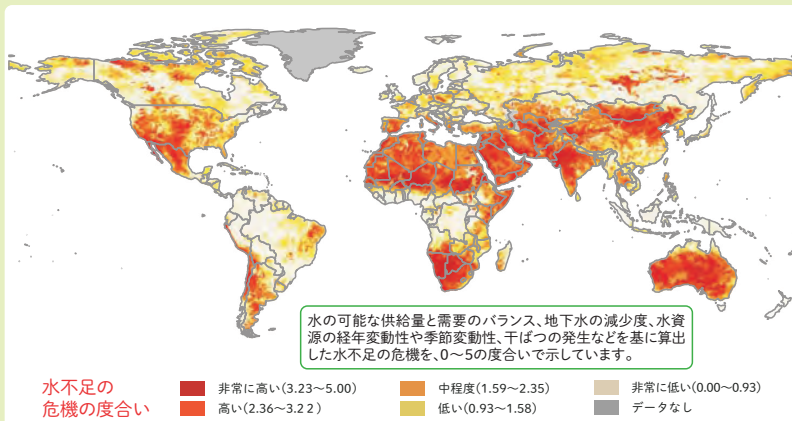 水の可能な供給量と需要のバランス、地下水の減少度、水資
源の経年変動性や季節変動性、干ばつの発生などを基に算出
した水不足の危機を、0〜5の度合いで示しています。
水不足の
危機の度合い
非常に高い(3.23〜5.00)
高い(2.36〜3.2 2)
中程度(1.59〜2.35)
低い(0.93〜1.58)
非常に低い(0.00〜0.93)
データなし